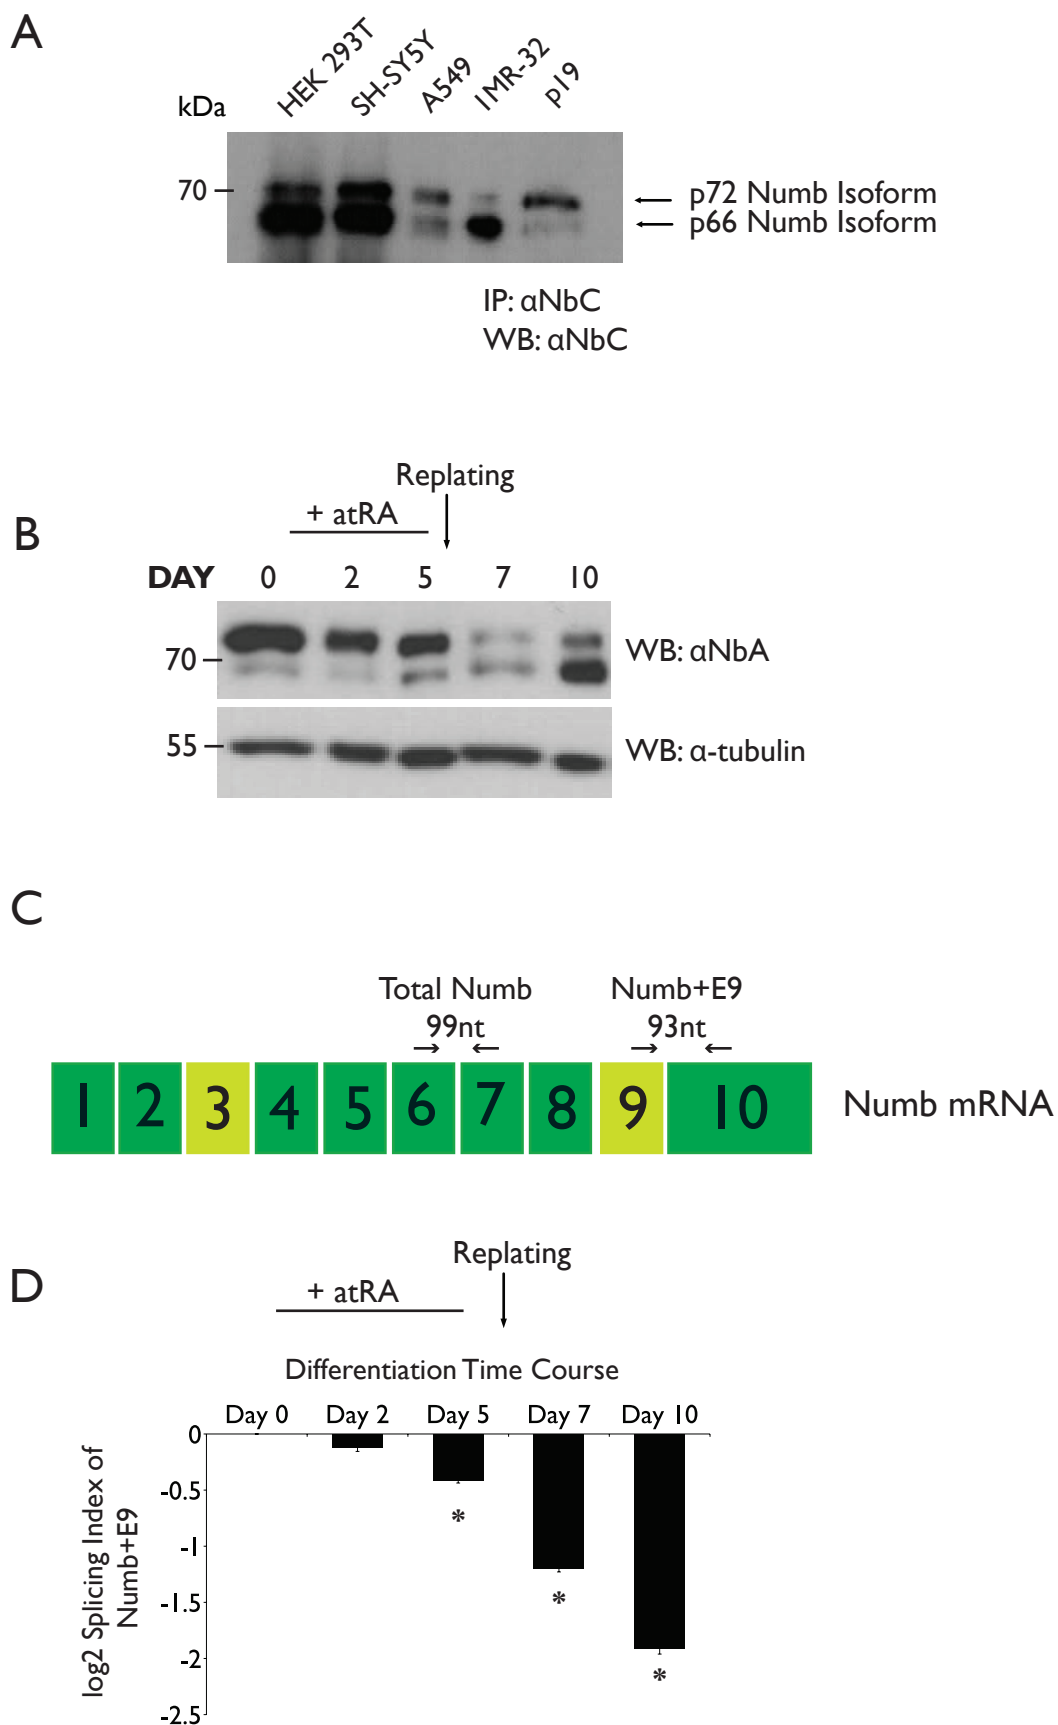 A
HEK 293T
SH-SY5Y
A549
IMR-32
p19
kDa
70
p72 Numb Isoform
p66 Numb Isoform
IP: αNbC
WB: αNbC
B
Replating
+ atRA
DAY 0 2 5 7 10
70
WB: αNbA
55
WB: α-tubulin
C
Total Numb
99nt
Numb+E9
93nt
1 2 3 4 5 6 7 8 9 10
Numb mRNA
D
Replating
+ atRA
Differentiation Time Course
Day 0 Day 2 Day 5 Day 7 Day 10
0
-0.5
-1
-1.5
-2
-2.5
log2 Splicing Index of
Numb+E9
*
*
*